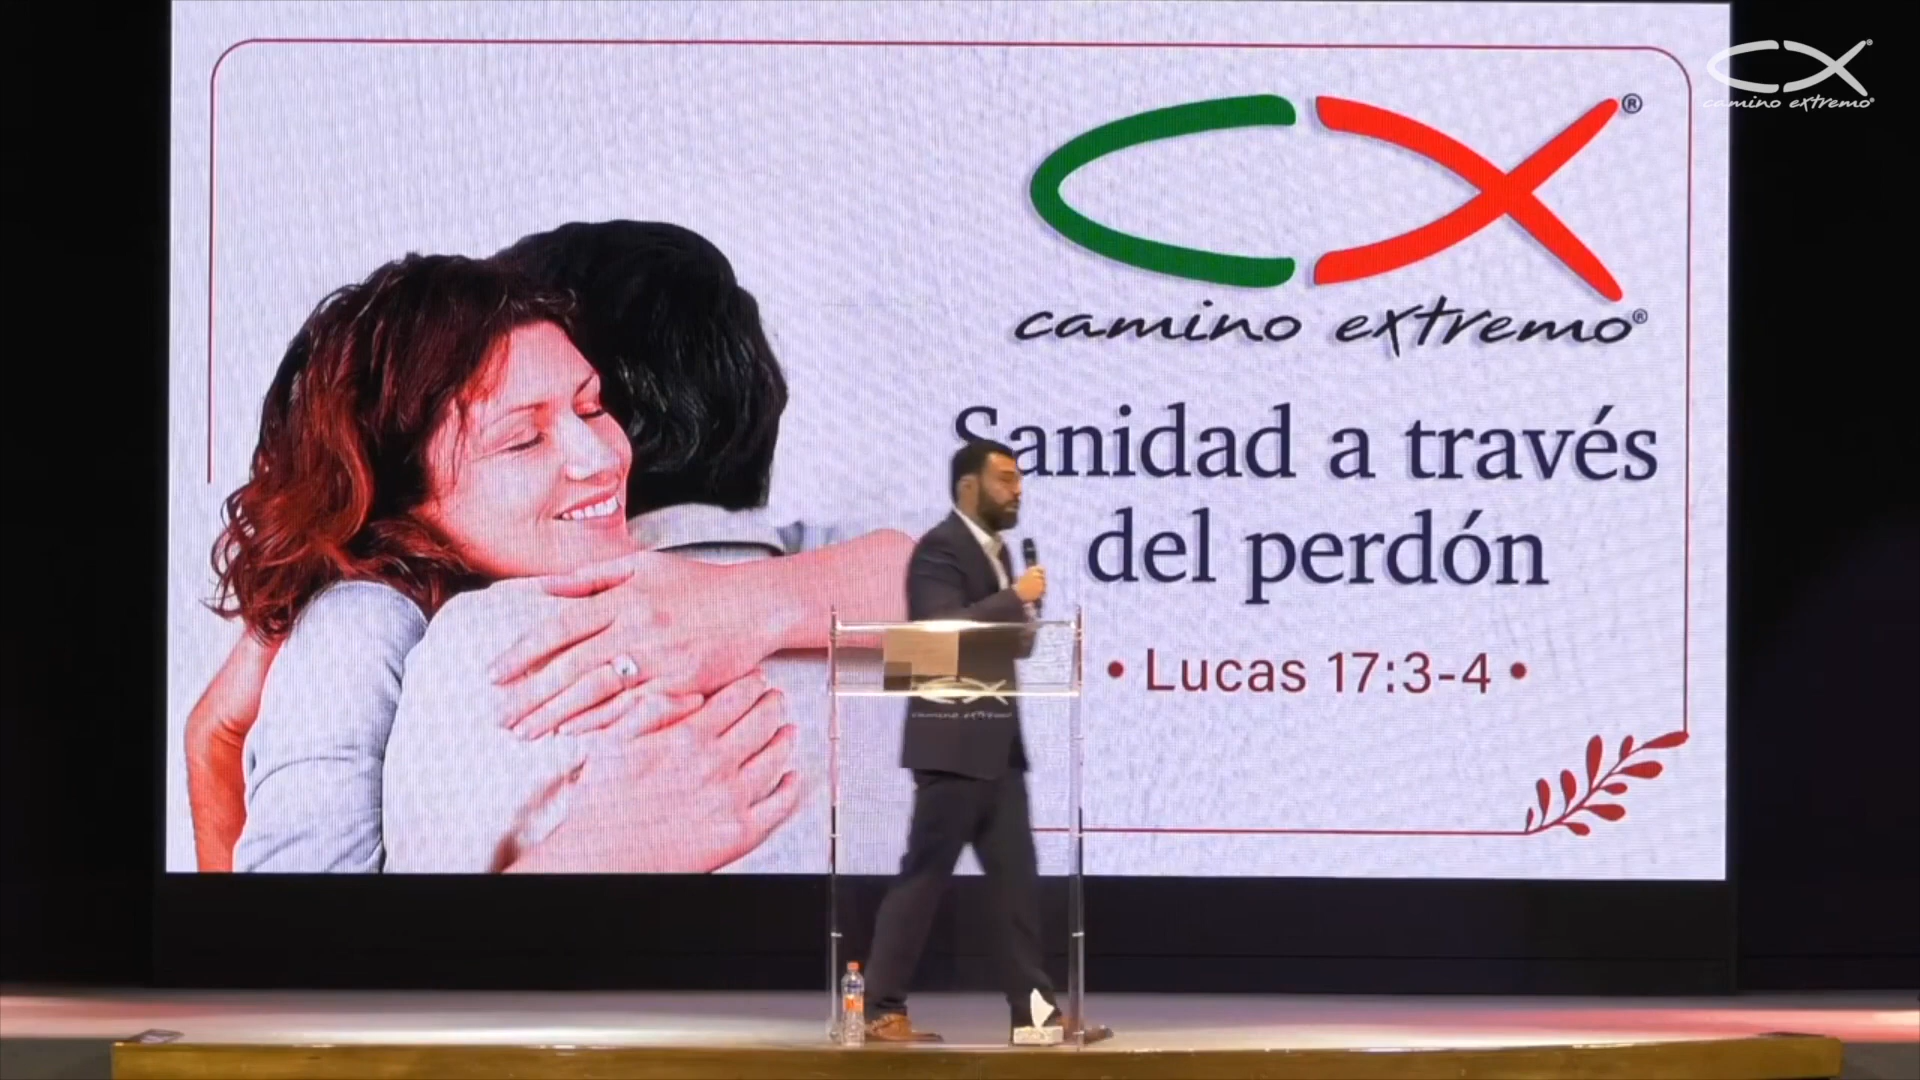 CX®
camino extremo®
Sanidad a través
del perdón
• Lucas 17:3-4 •
CX®
camino extremo®
CX
camino extremo